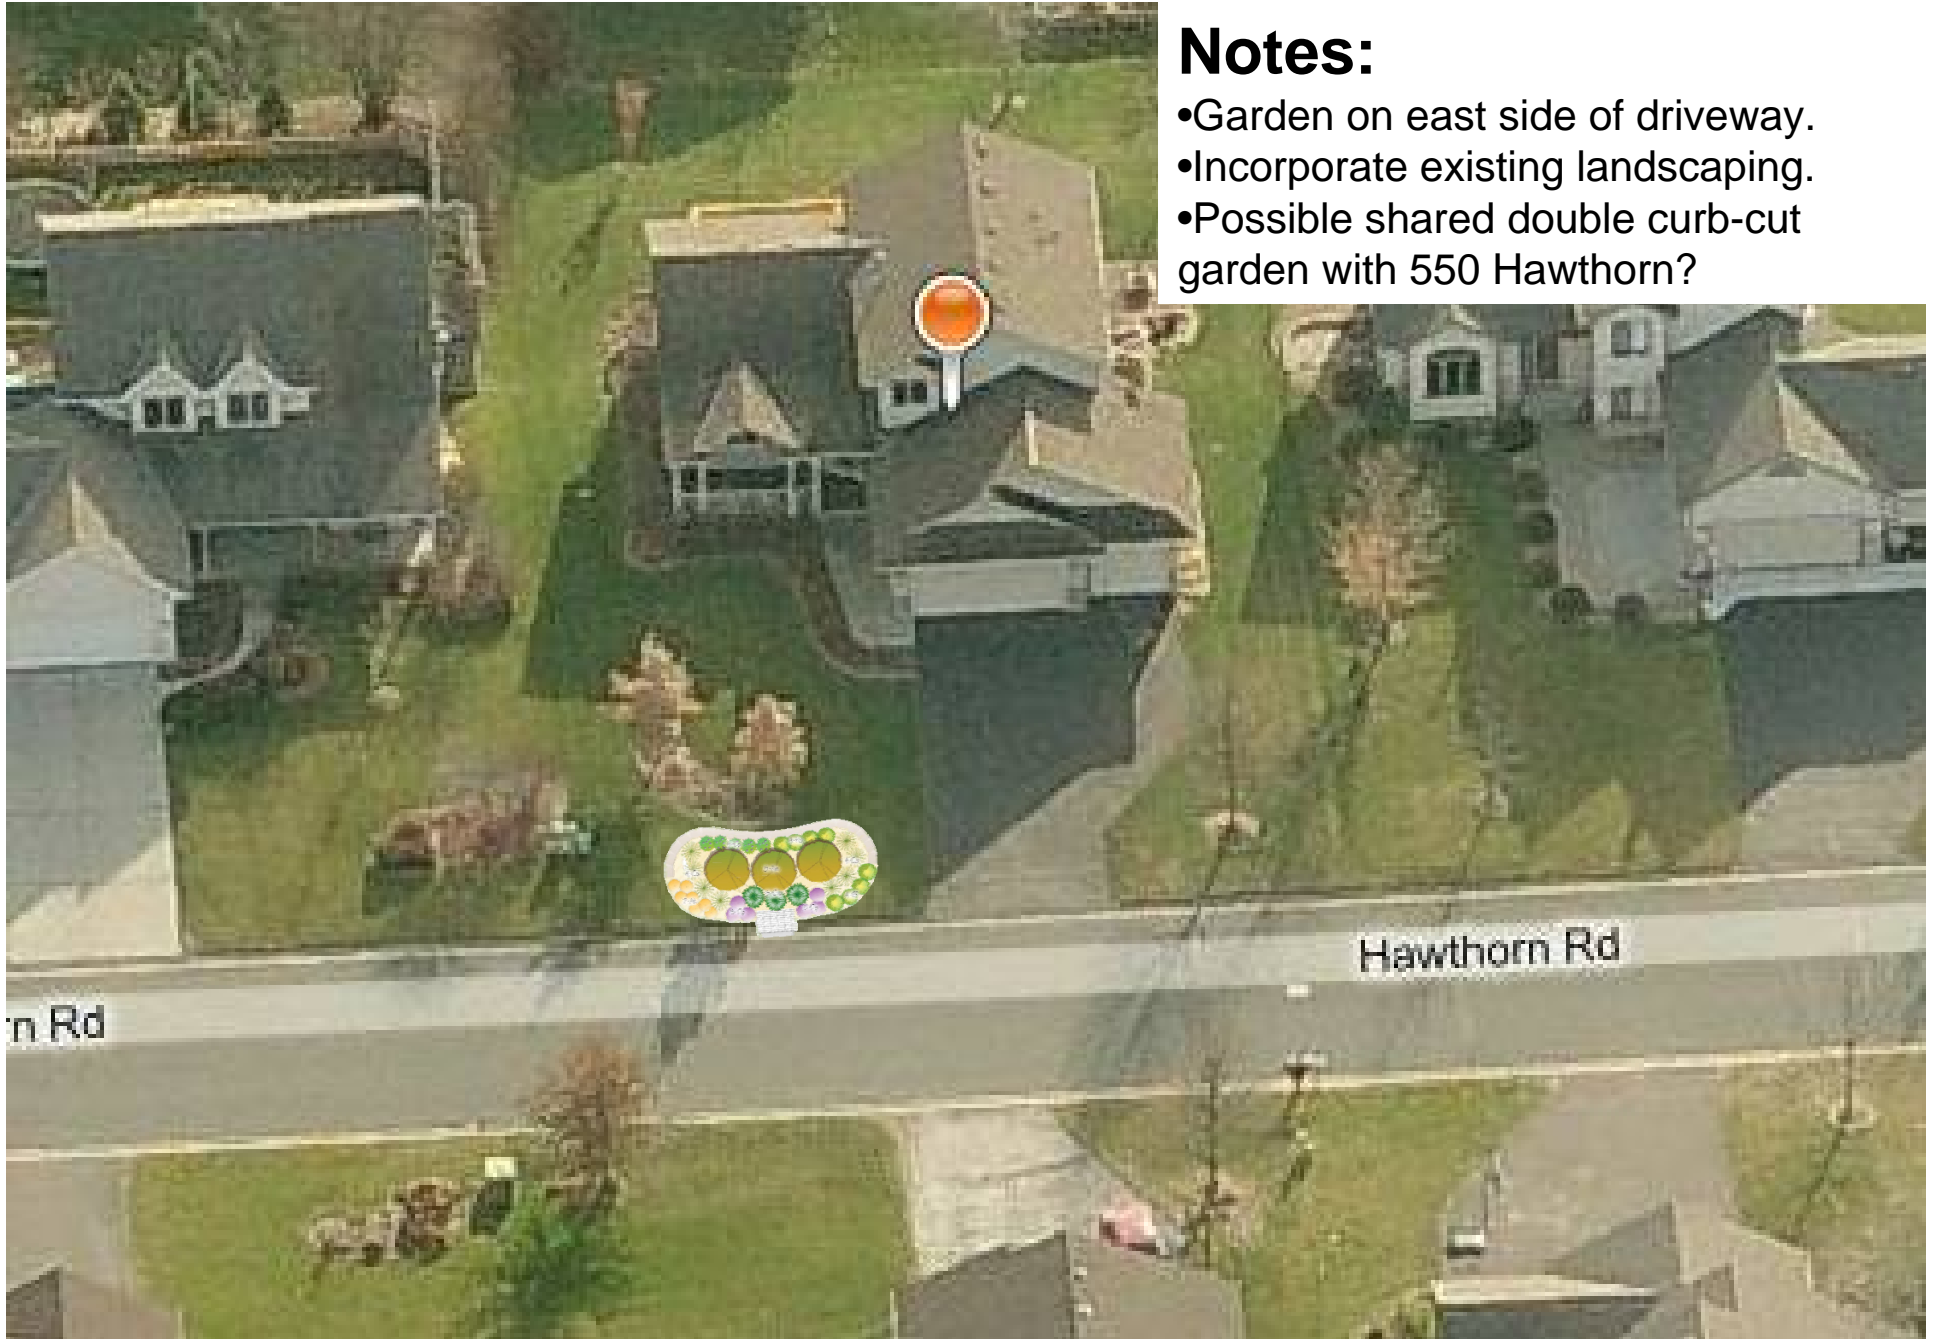 Notes:
•Garden on east side of driveway.
•Incorporate existing landscaping.
•Possible shared double curb-cut
garden with 550 Hawthorn?
Hawthorn Rd
rn Rd